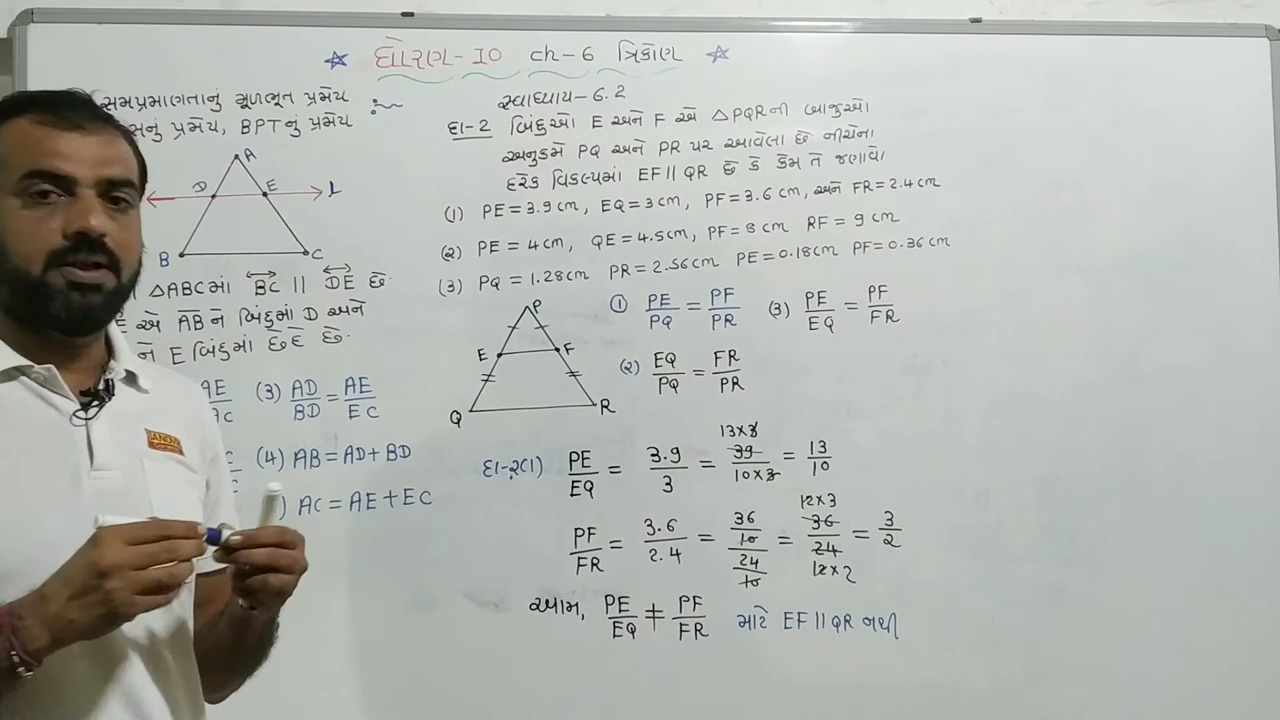 ☆ ધોરણ-10 ch-6 ત્રિકોણ ☆
સમપ્રમાણતાનું મૂળભૂત પ્રમેય
પ્રમેય, BPTનું પ્રમેય
A
D E l
B C
△ABCમાં BC || DE છે.
એ AB ને બિંદુમાં D અને
ને E બિંદુમાં છેદે છે.
AE
(3) AD/BD = AE/EC
(4) AB = AD + BD
AC = AE + EC
સ્વાધ્યાય-6.2
દા-2 બિંદુઓ E અને F એ △PQRની બાજુઓ
અનુક્રમે PQ અને PR પર આવેલા છે નીચેના
દરેક વિકલ્પમાં EF || QR છે કે કેમ તે જણાવો
(1) PE = 3.9 cm, EQ = 3 cm, PF = 3.6 cm, અને FR = 2.4 cm
(2) PE = 4 cm, QE = 4.5 cm, PF = 8 cm RF = 9 cm
(3) PQ = 1.28 cm PR = 2.56 cm PE = 0.18 cm PF = 0.36 cm
P
E F
Q R
① PE/PQ = PF/PR (3) PE/EQ = PF/FR
(2) EQ/PQ = FR/PR
દા-2(1) PE/EQ = 3.9/3 = 13×3 39/10×3 = 13/10
PF/FR = 3.6/2.4 = 36/10 / 24/10 = 12×3 36/24 12×2 = 3/2
આમ, PE/EQ ≠ PF/FR માટે EF || QR નથી